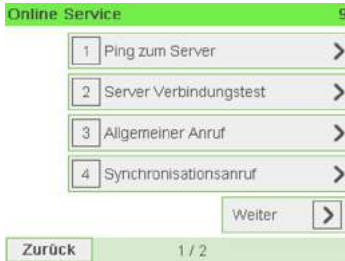 Online Service
1 Ping zum Server
2 Server Verbindungstest
3 Allgemeiner Anruf
4 Synchronisationsanruf
Weiter
Zurück 1 / 2